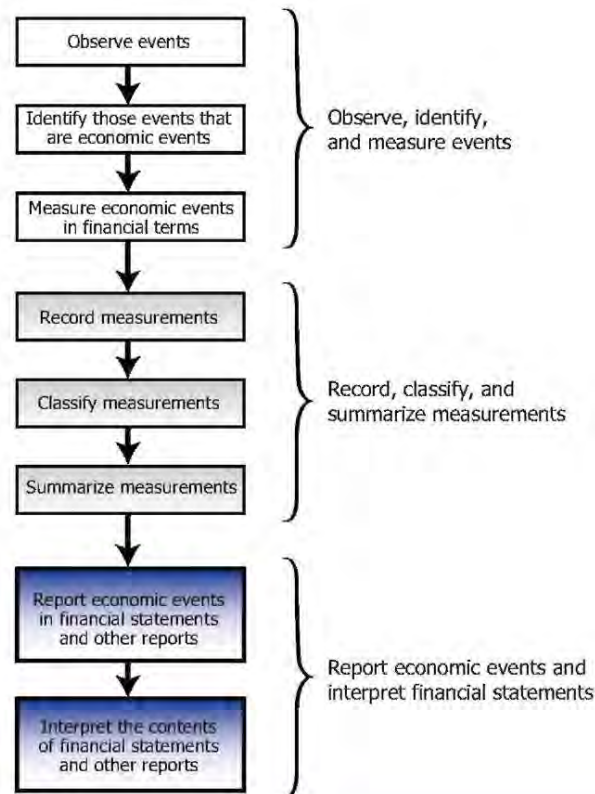 Observe events
Identify those events that
are economic events
Measure economic events
in financial terms
Observe, identify,
and measure events
Record measurements
Classify measurements
Summarize measurements
Record, classify, and
summarize measurements
Report economic events
in financial statements
and other reports
Interpret the contents
of financial statements
and other reports
Report economic events and
interpret financial statements